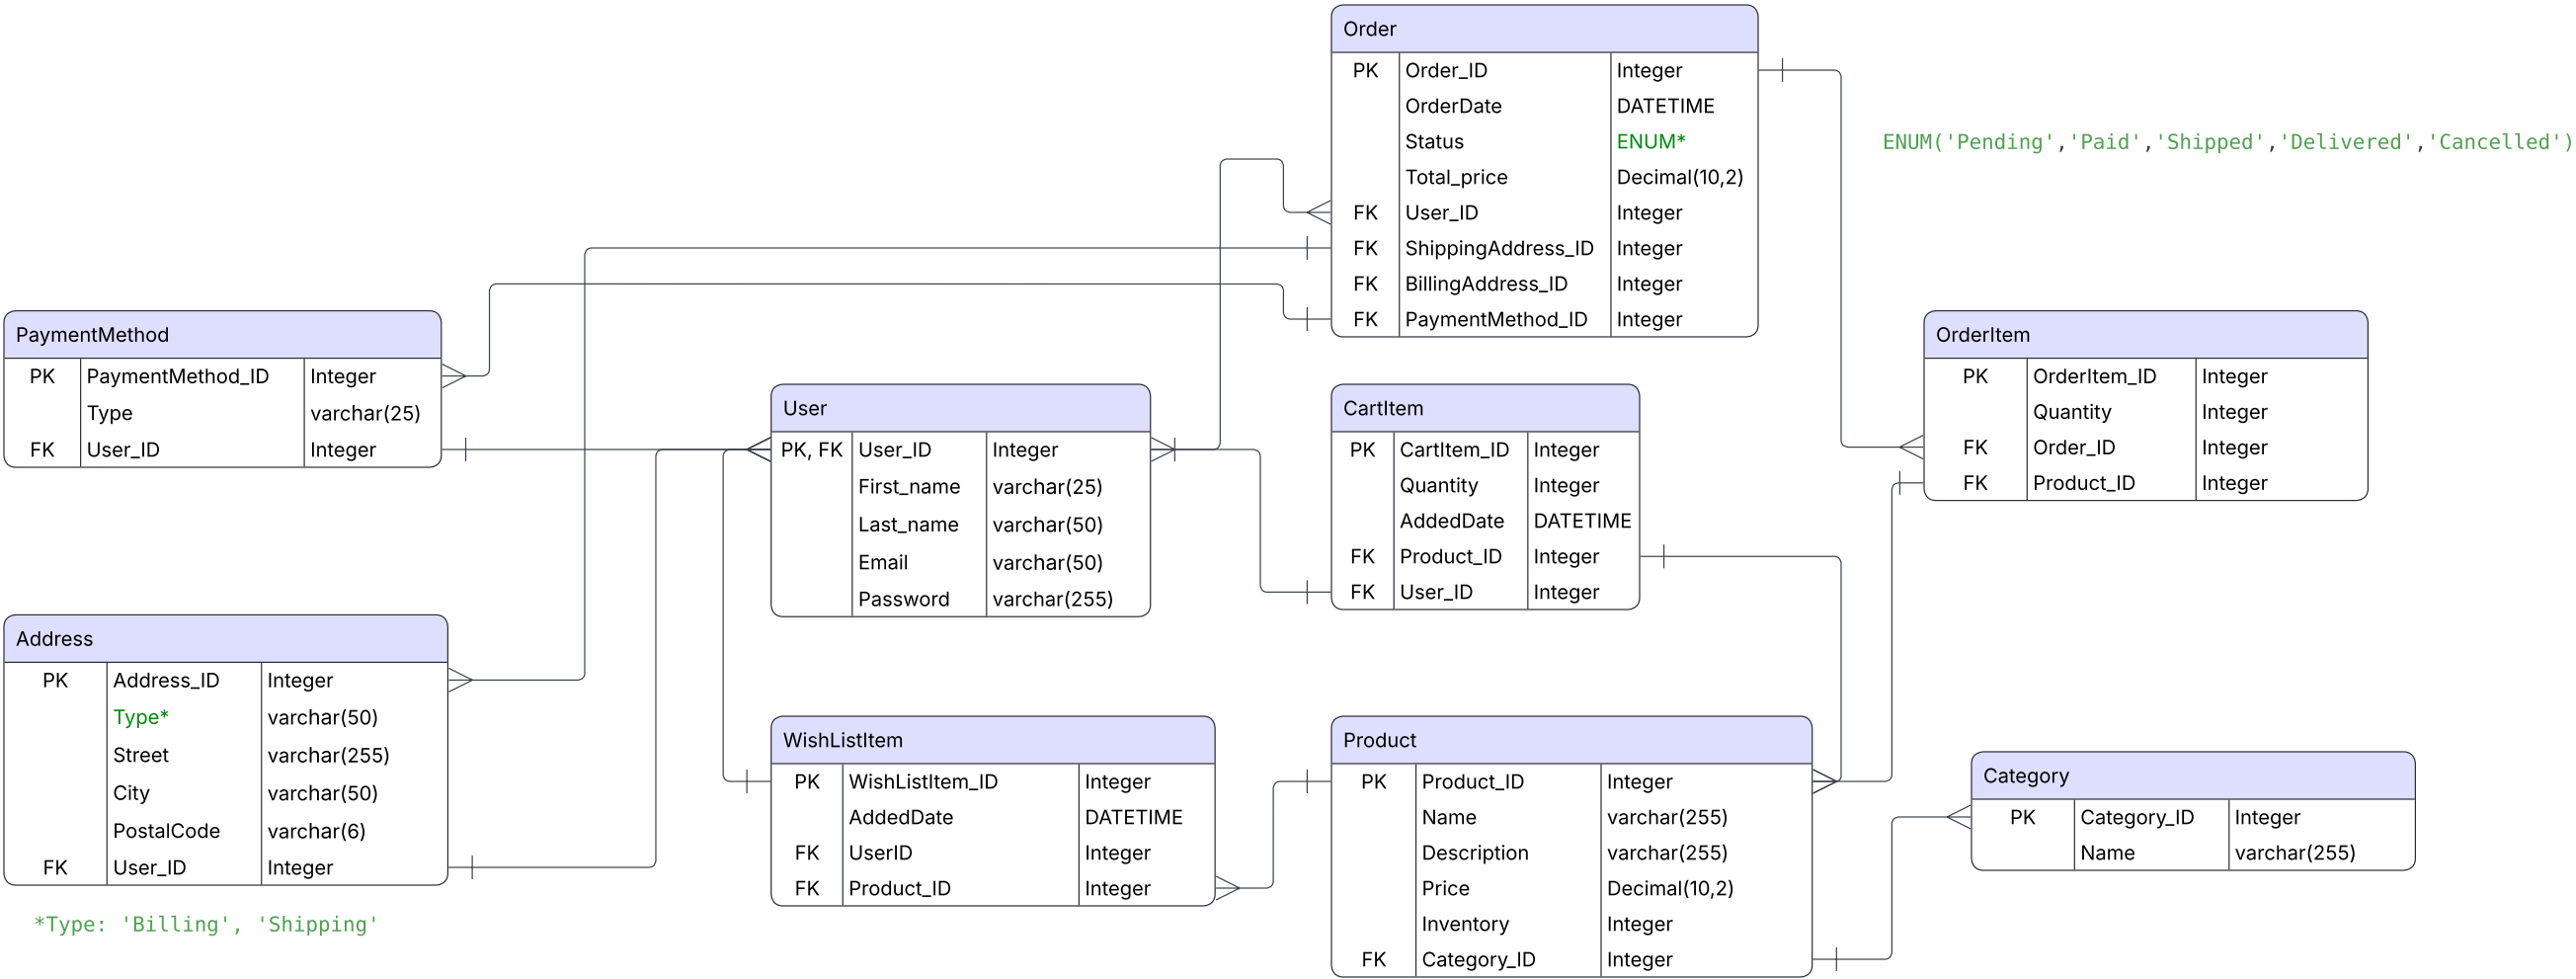 Order
PK Order_ID Integer
OrderDate DATETIME
Status ENUM*
Total_price Decimal(10,2)
FK User_ID Integer
FK ShippingAddress_ID Integer
FK BillingAddress_ID Integer
FK PaymentMethod_ID Integer
ENUM('Pending','Paid','Shipped','Delivered','Cancelled')
PaymentMethod
PK PaymentMethod_ID Integer
Type varchar(25)
FK User_ID Integer
User
PK, FK User_ID Integer
First_name varchar(25)
Last_name varchar(50)
Email varchar(50)
Password varchar(255)
CartItem
PK CartItem_ID Integer
Quantity Integer
AddedDate DATETIME
FK Product_ID Integer
FK User_ID Integer
OrderItem
PK OrderItem_ID Integer
Quantity Integer
FK Order_ID Integer
FK Product_ID Integer
Address
PK Address_ID Integer
Type* varchar(50)
Street varchar(255)
City varchar(50)
PostalCode varchar(6)
FK User_ID Integer
*Type: 'Billing', 'Shipping'
WishListItem
PK WishListItem_ID Integer
AddedDate DATETIME
FK UserID Integer
FK Product_ID Integer
Product
PK Product_ID Integer
Name varchar(255)
Description varchar(255)
Price Decimal(10,2)
Inventory Integer
FK Category_ID Integer
Category
PK Category_ID Integer
Name varchar(255)